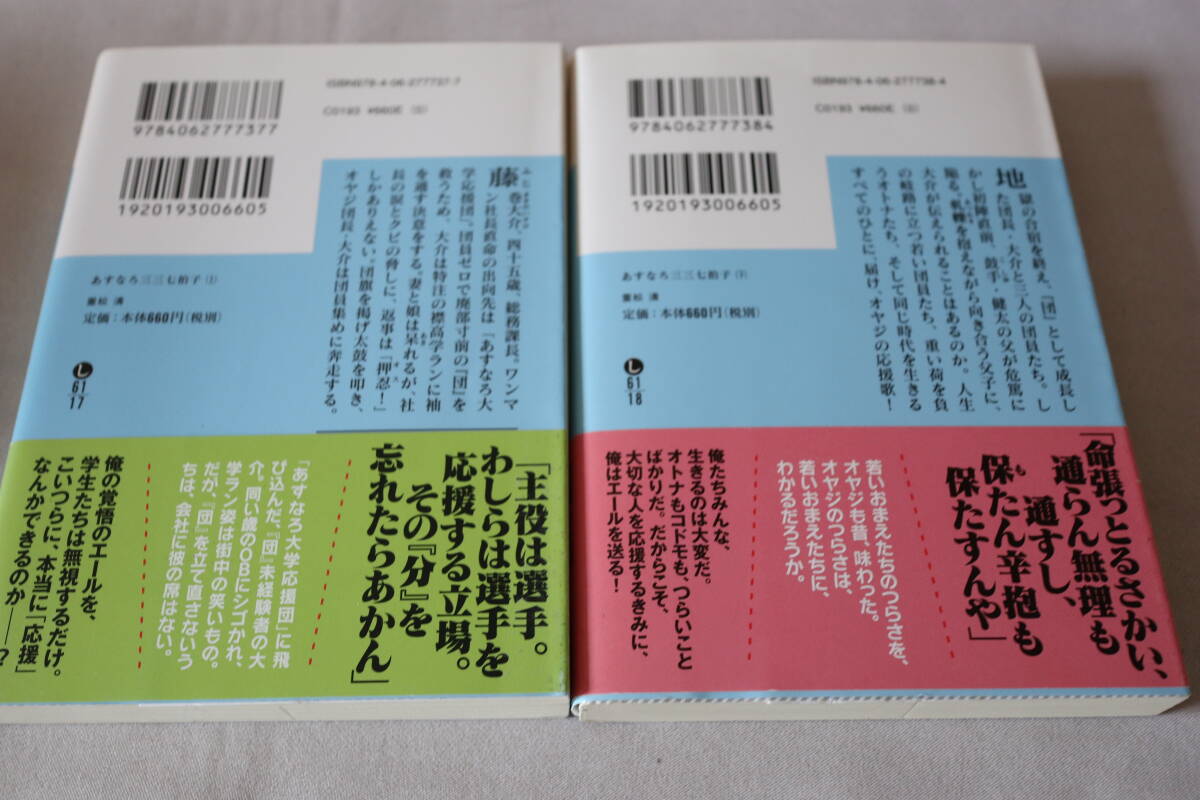 ISBN978-4-06-277737-7
C0193 ¥660E (0)
9784062777377
1920193006605
藤巻大介、四十五歳、総務課長。ワンマ
ン社長直命の出向先は「あすなろ大
学応援団」。団員ゼロで廃部寸前の『団』を
救うため、大介は特注の襟高学ランに袖
を通す決意をする。妻と娘は呆れるが、社
長の涙とクビの脅しに、返事は「押忍!」
しかありえない。団旗を掲げ太鼓を叩き、
オヤジ団長・大介は団員集めに奔走する。
あすなろ三三七拍子(上)
重松 清
定価:本体660円(税別)
し
61
17
「主役は選手。
わしらは選手を
応援する立場。
その『分』を
忘れたらあかん」
「あすなろ大学応援団」に飛
び込んだ、『団』未経験者の大
介。同い歳のOBにシゴかれ、
学ラン姿は街中の笑いもの。
だが、『団』を立て直さないう
ちは、会社に彼の席はない。
俺の覚悟のエールを、
学生たちは無視するだけ。
こいつらに、本当に「応援」
なんかできるのか――?
ISBN978-4-06-277738-4
C0193 ¥660E (0)
9784062777384
1920193006605
地獄の合宿を終え、『団』として成長し
た団長・大介と三人の団員たち。し
かし初陣直前、鼓手・健太の父が危篤に
陥る。軋轢を抱えながら向き合う父子に、
大介が伝えられることはあるのか。人生
の岐路に立つ若い団員たち、重い荷を負
うオトナたち、そして同じ時代を生きる
すべてのひとに、届け、オヤジの応援歌!
あすなろ三三七拍子(下)
重松 清
定価:本体660円(税別)
し
61
18
「命張っとるさかい、
通らん無理も
通すし、
保たん辛抱も
保たすんや」
若いおまえたちのつらさを、
オヤジも昔、味わった。
オヤジのつらさは、
若いおまえたちに、
わかるだろうか。
俺たちみんな、
生きるのは大変だ。
オトナもコドモも、つらいこと
ばかりだ。だからこそ、
大切な人を応援するきみに、
俺はエールを送る!